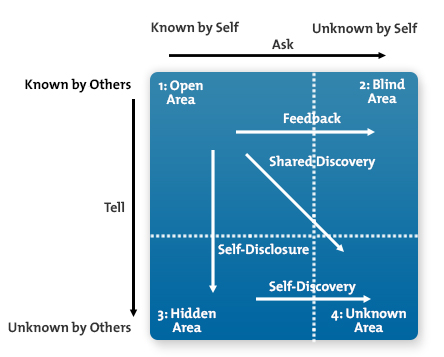 Known by Self
Unknown by Self
Ask
Known by Others
1: Open
Area
2: Blind
Area
Feedback
Shared Discovery
Tell
Self-Disclosure
Self-Discovery
3: Hidden
Area
4: Unknown
Area
Unknown by Others